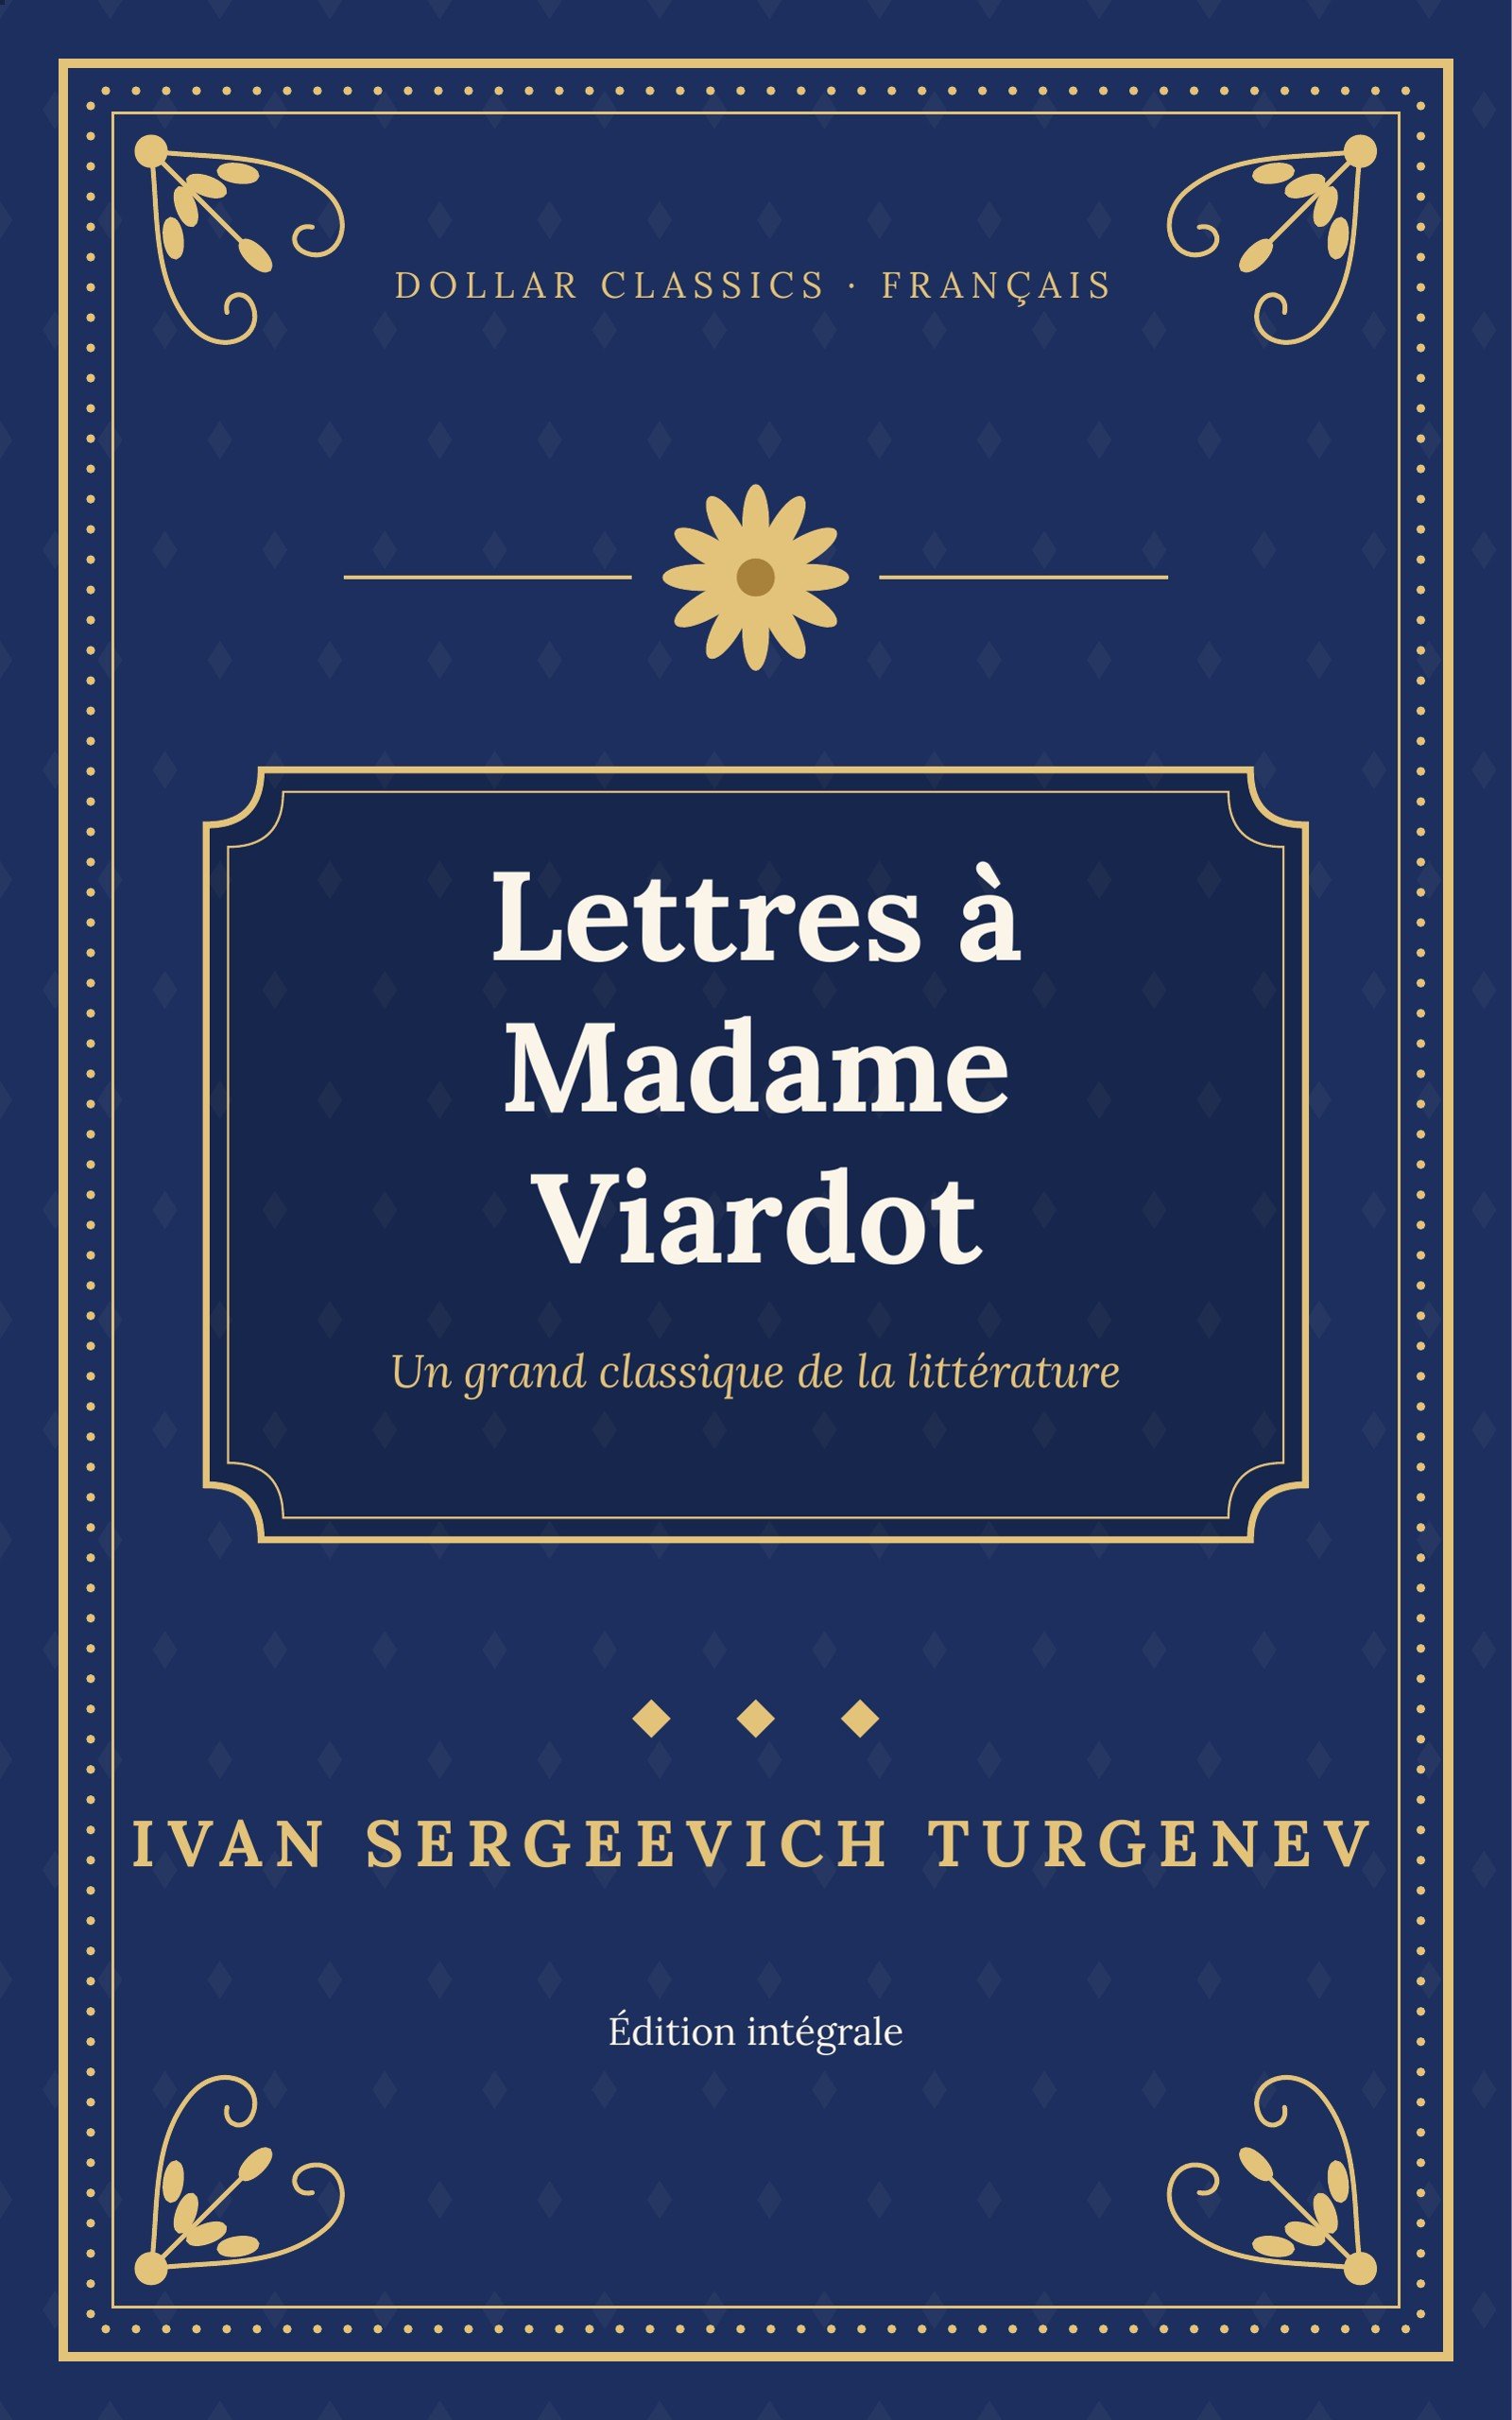 DOLLAR CLASSICS · FRANÇAIS
Lettres à
Madame
Viardot
Un grand classique de la littérature
IVAN SERGEEVICH TURGENEV
Édition intégrale